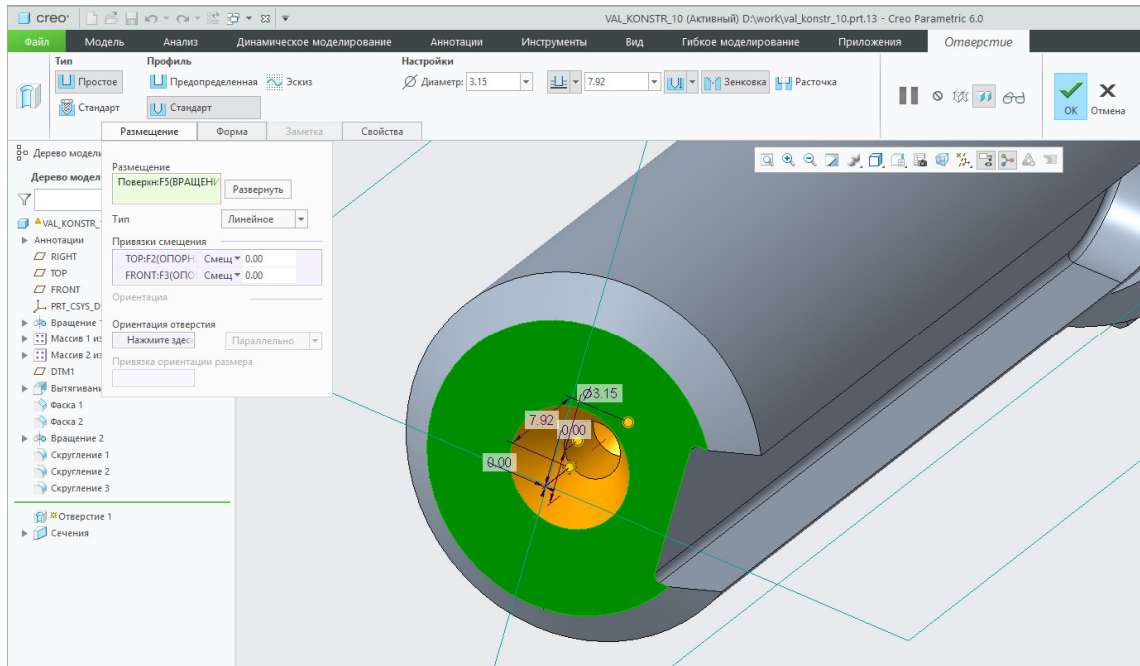 creo VAL_KONSTR_10 (Активный) D:\work\val_konstr_10.prt.13 - Creo Parametric 6.0
Файл Модель Анализ Динамическое моделирование Аннотации Инструменты Вид Гибкое моделирование Приложения Отверстие
Тип Профиль Настройки
Простое Предопределенная Эскиз Диаметр: 3.15 7.92 Зенковка Расточка
Стандарт Стандарт
OK Отмена
Размещение Форма Заметка Свойства
Дерево модел
Дерево модел
VAL_KONSTR_
Аннотации
RIGHT
TOP
FRONT
PRT_CSYS_D
Вращение 1
Массив 1 из
Массив 2 из
DTM1
Вытягивани
Фаска 1
Фаска 2
Вращение 2
Скругление 1
Скругление 2
Скругление 3
Отверстие 1
Сечения
Размещение
Поверхн:F5(ВРАЩЕНИ
Развернуть
Тип Линейное
Привязки смещения
TOP:F2(ОПОРН Смещ 0.00
FRONT:F3(ОПО Смещ 0.00
Ориентация
Ориентация отверстия
Нажмите здес Параллельно
Привязка ориентации размера
Ø3.15
7.92
0.00
0.00